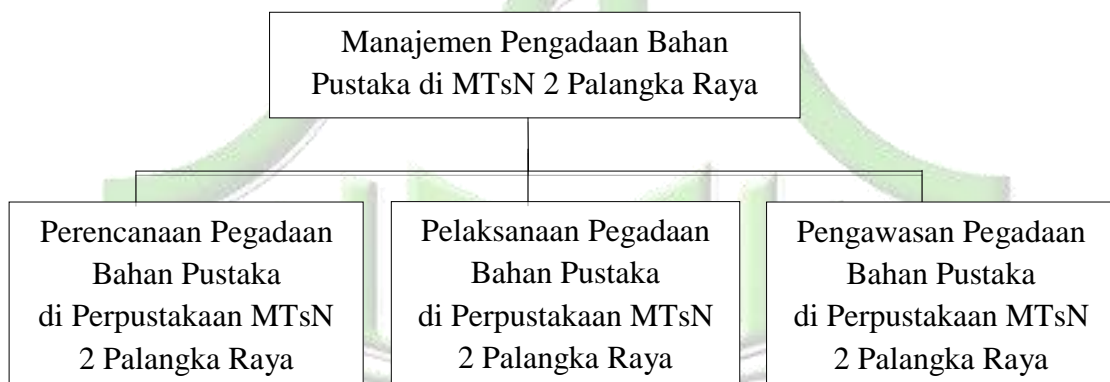 Manajemen Pengadaan Bahan
Pustaka di MTsN 2 Palangka Raya
Perencanaan Pegadaan
Bahan Pustaka
di Perpustakaan MTsN
2 Palangka Raya
Pelaksanaan Pegadaan
Bahan Pustaka
di Perpustakaan MTsN
2 Palangka Raya
Pengawasan Pegadaan
Bahan Pustaka
di Perpustakaan MTsN
2 Palangka Raya